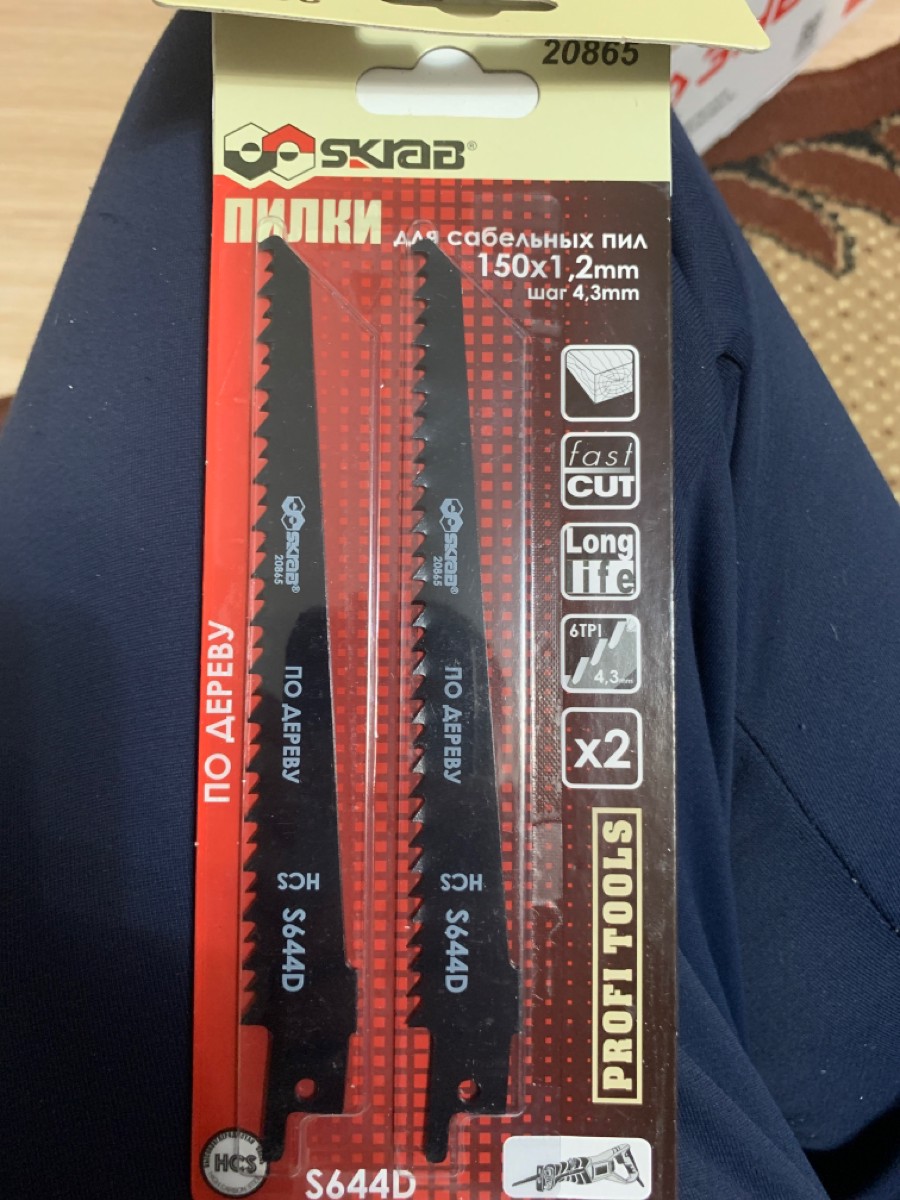 20865
SKRAB®
ПИЛКИ
для сабельных пил
150x1,2mm
шаг 4,3mm
fast
CUT
Long
life
6TPI
4,3mm
x2
PROFI TOOLS
ПО ДЕРЕВУ
SKRAB®
20865
ПО ДЕРЕВУ
HCS
S644D
SKRAB®
20865
ПО ДЕРЕВУ
HCS
S644D
HCS
S644D